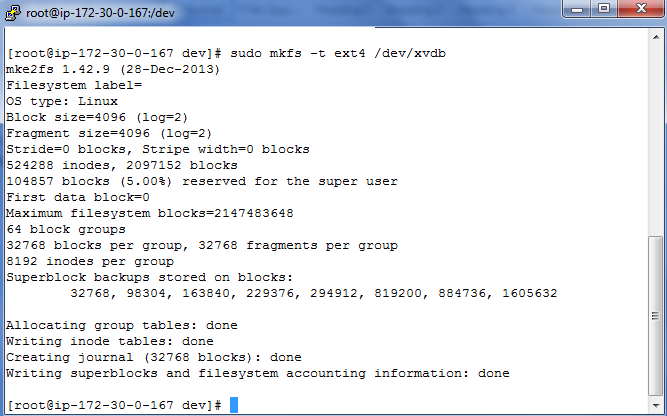 root@ip-172-30-0-167:/dev
[root@ip-172-30-0-167 dev]# sudo mkfs -t ext4 /dev/xvdb
mke2fs 1.42.9 (28-Dec-2013)
Filesystem label=
OS type: Linux
Block size=4096 (log=2)
Fragment size=4096 (log=2)
Stride=0 blocks, Stripe width=0 blocks
524288 inodes, 2097152 blocks
104857 blocks (5.00%) reserved for the super user
First data block=0
Maximum filesystem blocks=2147483648
64 block groups
32768 blocks per group, 32768 fragments per group
8192 inodes per group
Superblock backups stored on blocks:
        32768, 98304, 163840, 229376, 294912, 819200, 884736, 1605632

Allocating group tables: done
Writing inode tables: done
Creating journal (32768 blocks): done
Writing superblocks and filesystem accounting information: done

[root@ip-172-30-0-167 dev]#